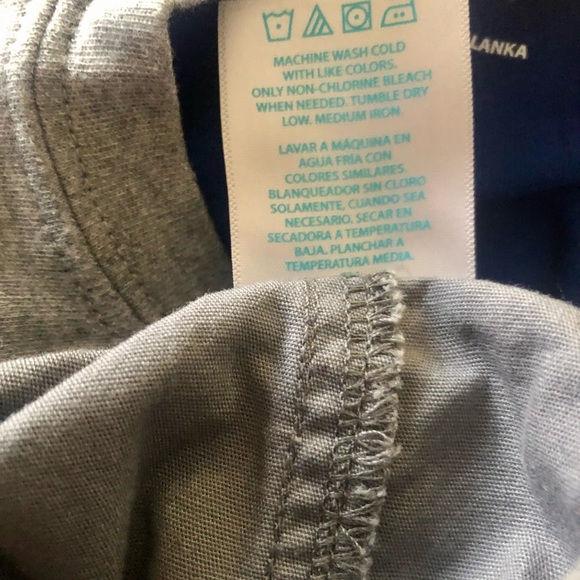 MACHINE WASH COLD
WITH LIKE COLORS.
ONLY NON-CHLORINE BLEACH
WHEN NEEDED. TUMBLE DRY
LOW. MEDIUM IRON.
LAVAR A MÁQUINA EN
AGUA FRÍA CON
COLORES SIMILARES.
BLANQUEADOR SIN CLORO
SOLAMENTE, CUANDO SEA
NECESARIO. SECAR EN
SECADORA A TEMPERATURA
BAJA. PLANCHAR A
TEMPERATURA MEDIA.
LANKA